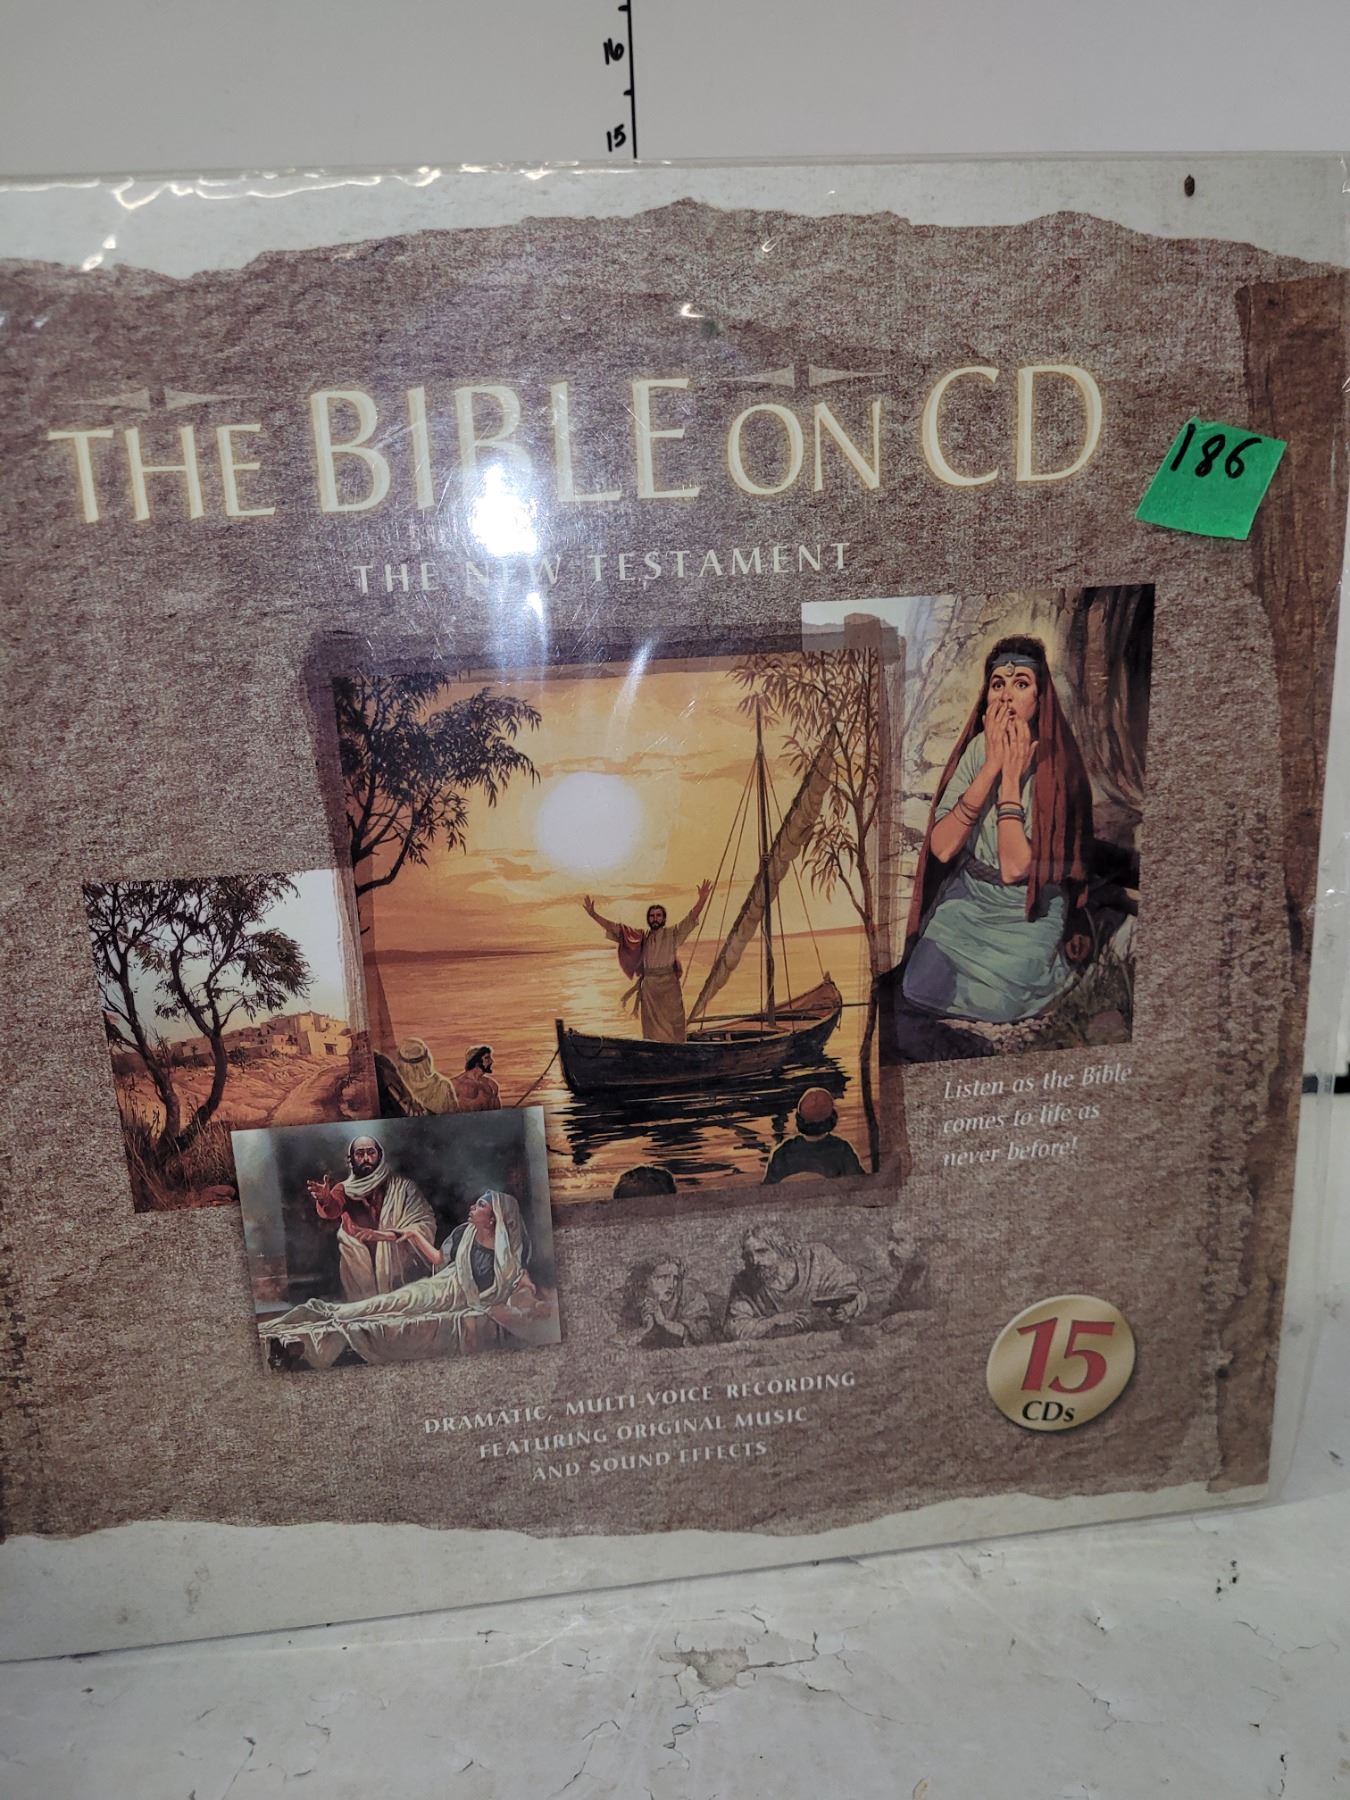 16
15
THE BIBLE ON CD
186
THE NEW TESTAMENT
Listen as the Bible
comes to life as
never before!
15
CDs
DRAMATIC, MULTI-VOICE RECORDING
FEATURING ORIGINAL MUSIC
AND SOUND EFFECTS